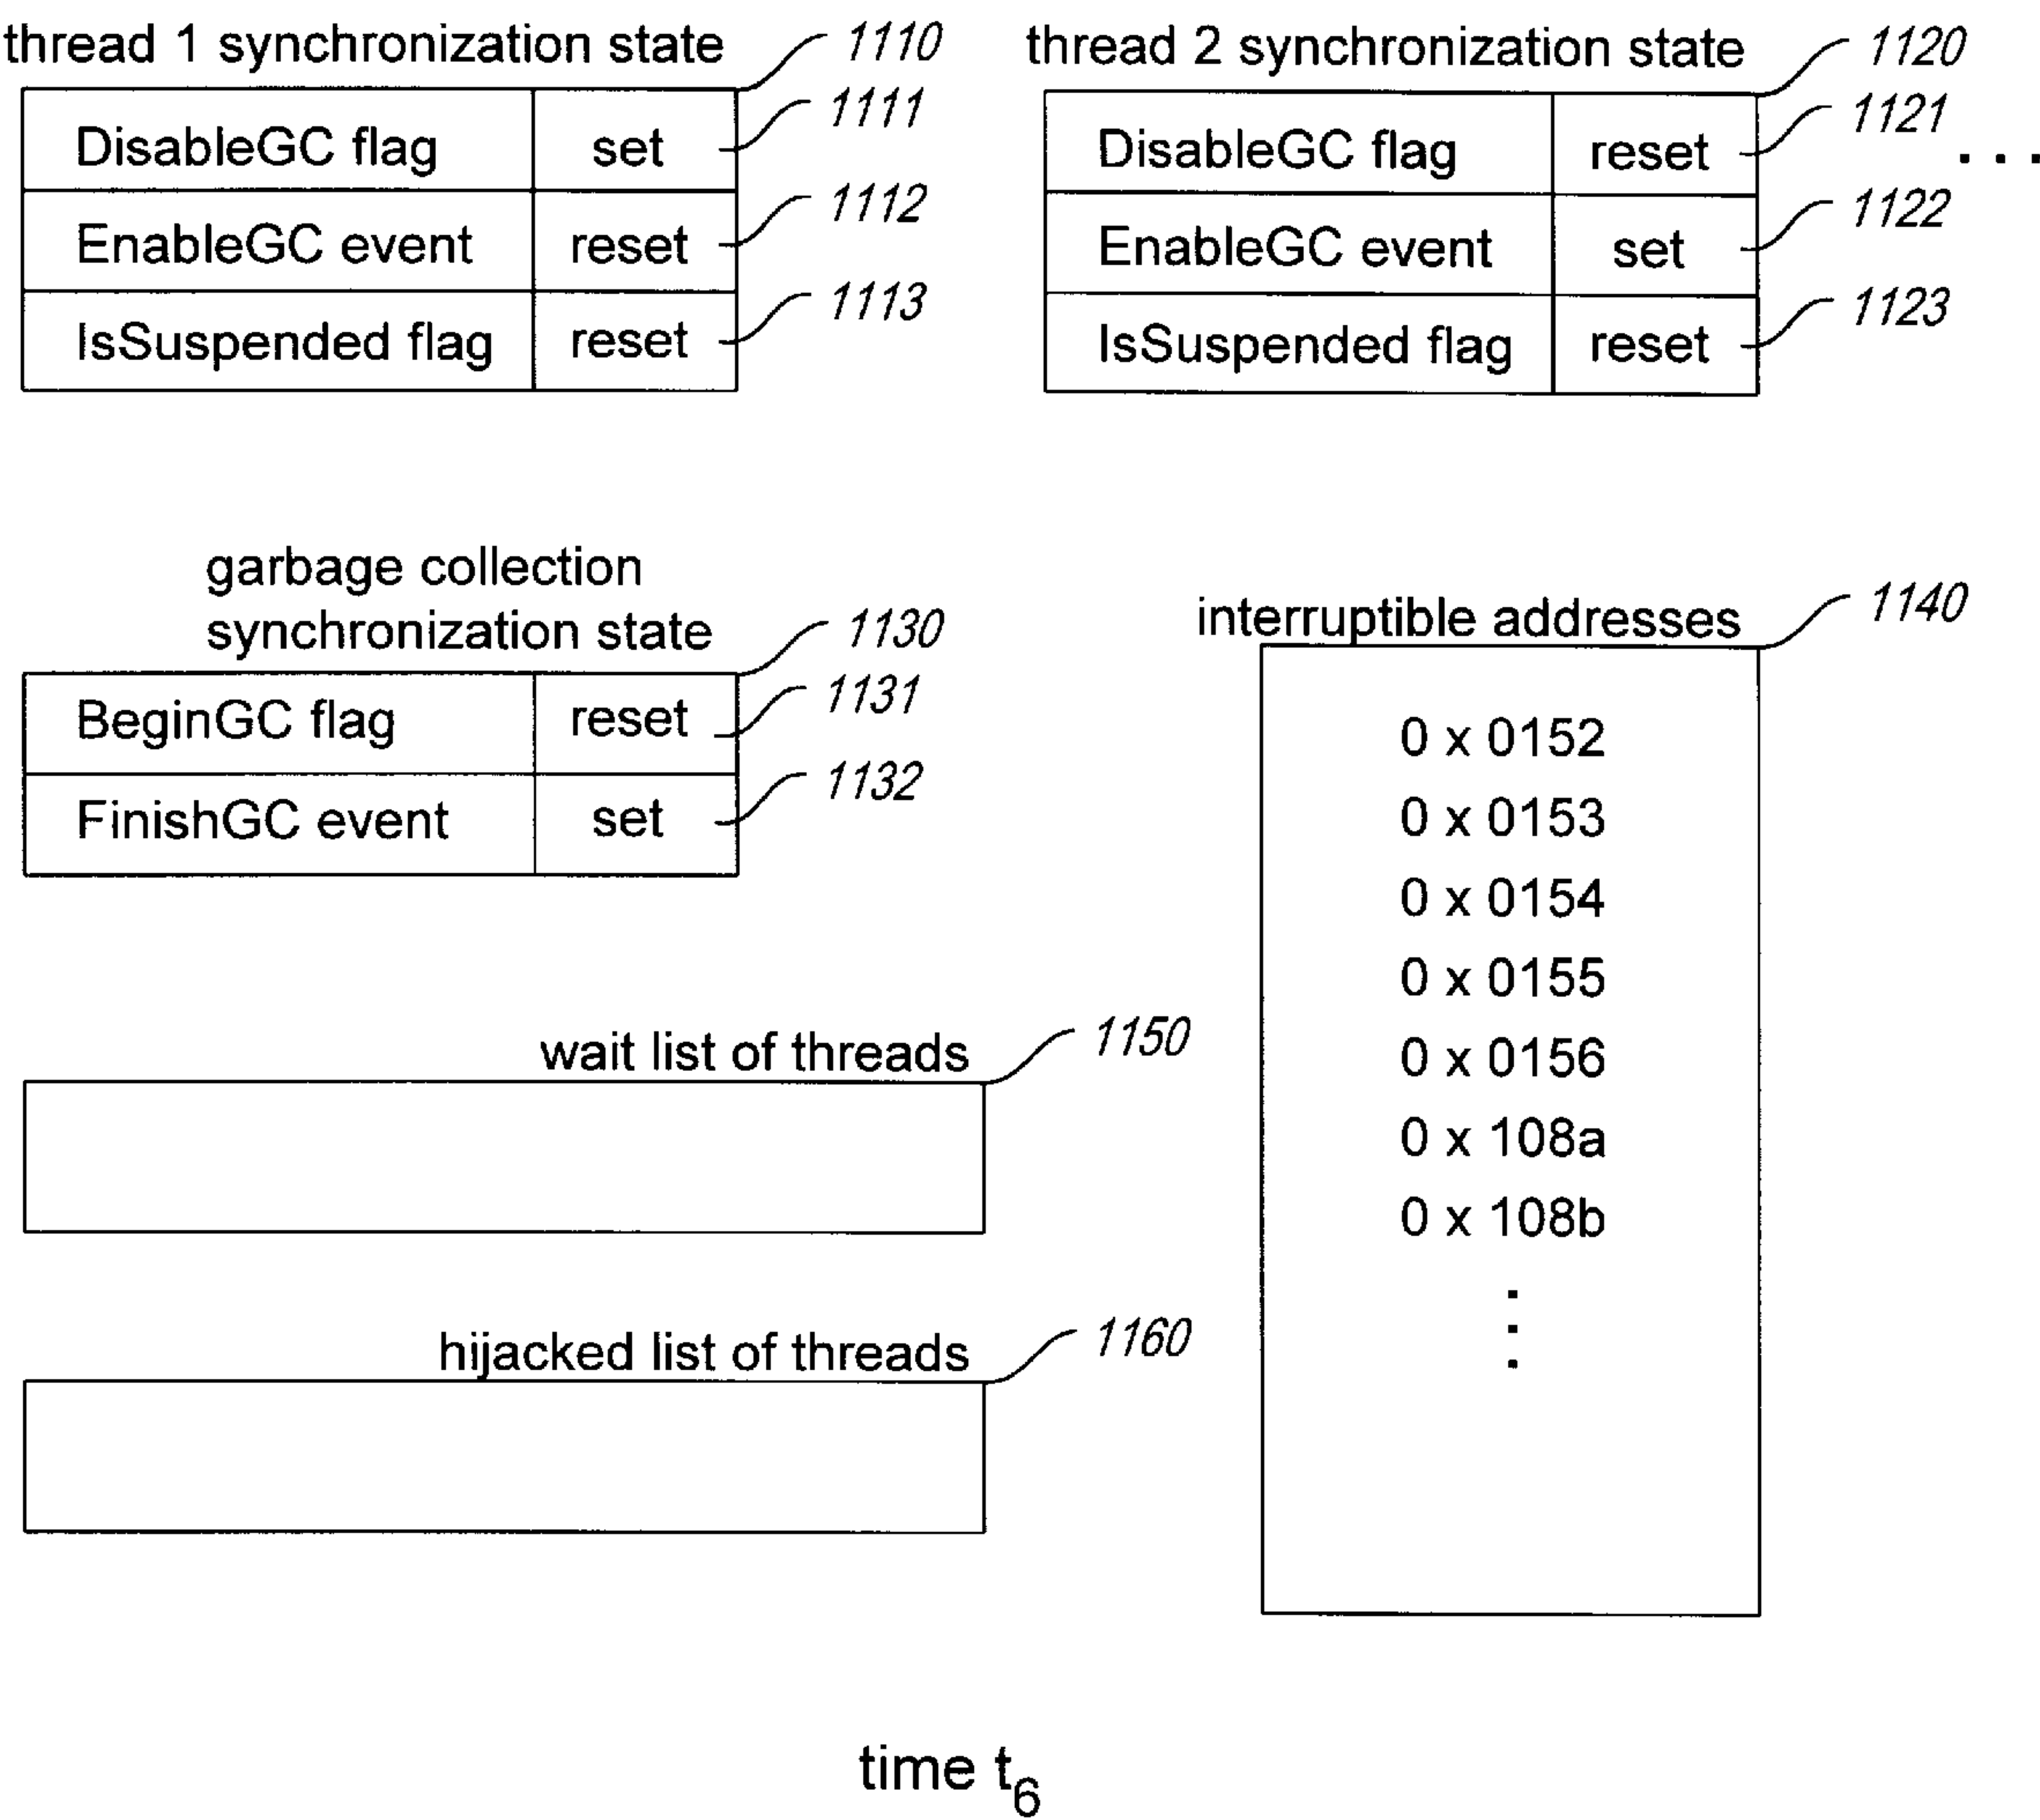 thread 1 synchronization state 1110
DisableGC flag set 1111
EnableGC event reset 1112
IsSuspended flag reset 1113
thread 2 synchronization state 1120
DisableGC flag reset 1121
EnableGC event set 1122
IsSuspended flag reset 1123
. . .
garbage collection
synchronization state 1130
BeginGC flag reset 1131
FinishGC event set 1132
interruptible addresses 1140
0 x 0152
0 x 0153
0 x 0154
0 x 0155
0 x 0156
0 x 108a
0 x 108b
.
.
.
wait list of threads 1150
hijacked list of threads 1160
time t6